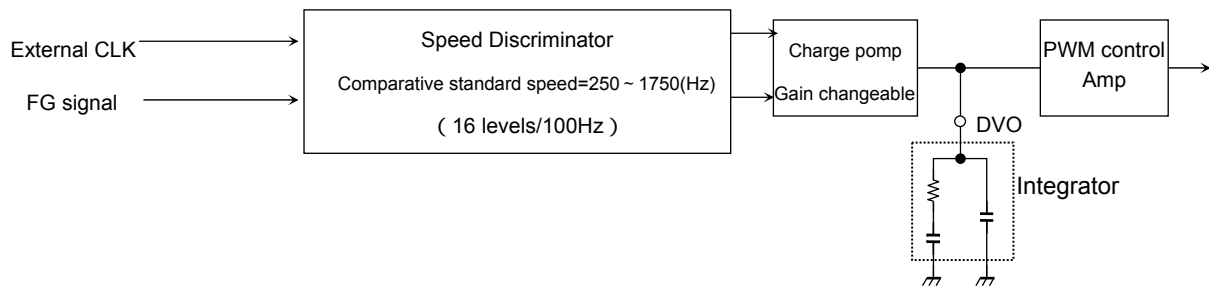 External CLK
FG signal
Speed Discriminator
Comparative standard speed=250 ~ 1750(Hz)
( 16 levels/100Hz )
Charge pomp
Gain changeable
PWM control
Amp
DVO
Integrator